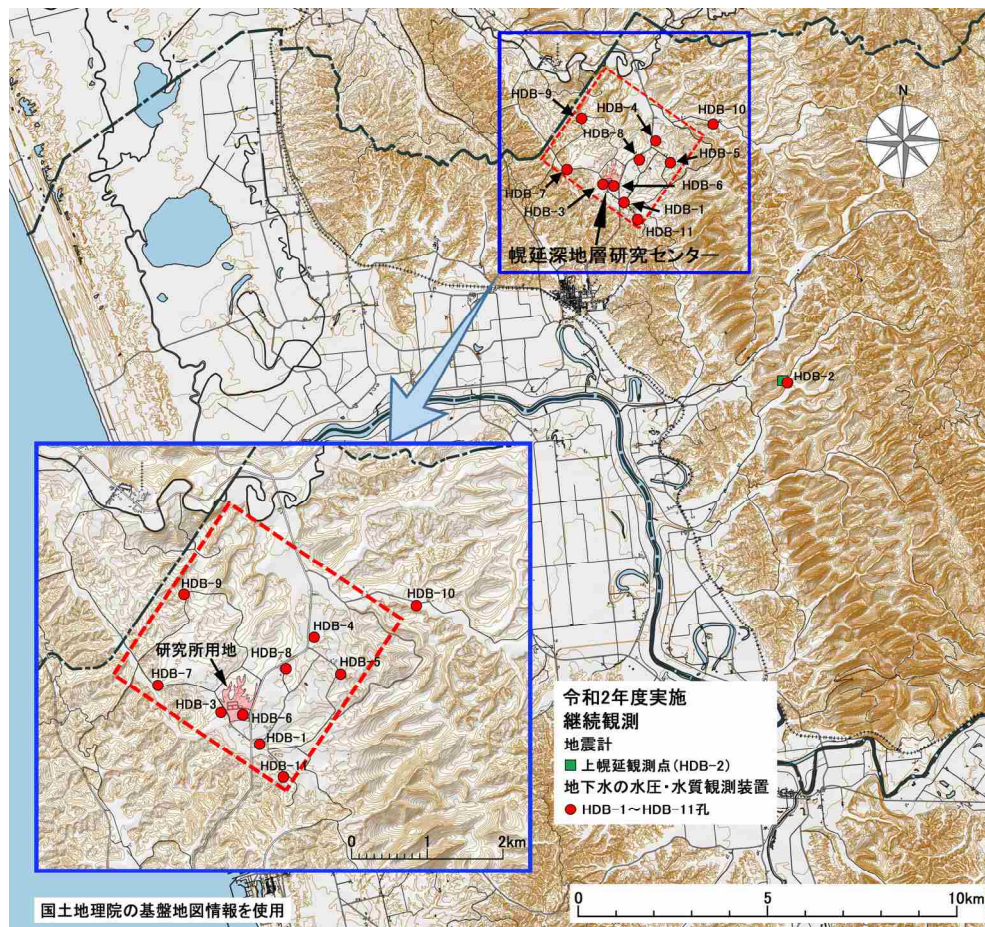 HDB-9
HDB-4
HDB-10
HDB-8
HDB-5
HDB-7
HDB-6
HDB-3
HDB-1
HDB-11
幌延深地層研究センター
N
HDB-2
HDB-9
HDB-10
HDB-4
研究所用地
HDB-8
HDB-5
HDB-7
HDB-3
HDB-6
HDB-1
HDB-11
0 1 2km
令和2年度実施
継続観測
地震計
上幌延観測点(HDB-2)
地下水の水圧・水質観測装置
HDB-1～HDB-11孔
国土地理院の基盤地図情報を使用
0 5 10km